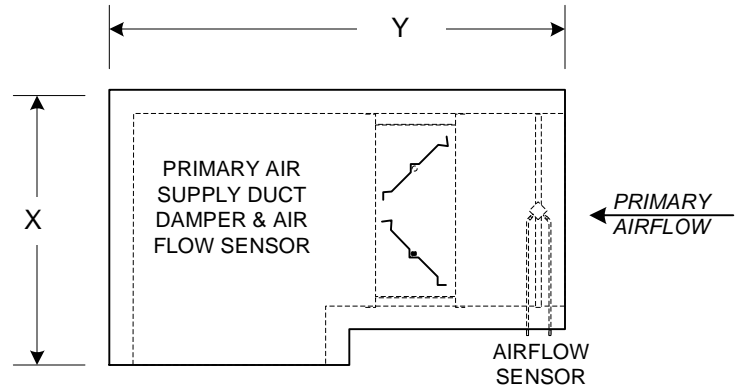 Y
X
PRIMARY AIR
SUPPLY DUCT
DAMPER & AIR
FLOW SENSOR
PRIMARY
AIRFLOW
AIRFLOW
SENSOR